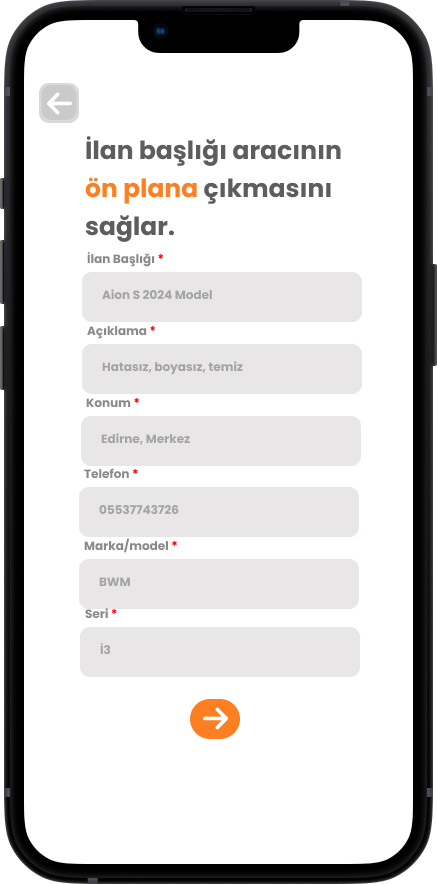 İlan başlığı aracının
ön plana çıkmasını
sağlar.
İlan Başlığı *
Aion S 2024 Model
Açıklama *
Hatasız, boyasız, temiz
Konum *
Edirne, Merkez
Telefon *
05537743726
Marka/model *
BWM
Seri *
İ3